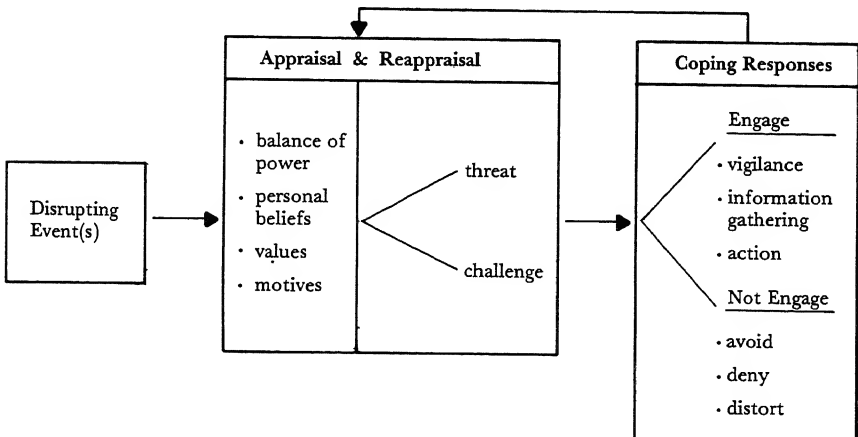 Appraisal & Reappraisal
Coping Responses
Disrupting
Event(s)
· balance of
power
· personal
beliefs
· values
· motives
threat
challenge
Engage
· vigilance
· information
gathering
· action
Not Engage
· avoid
· deny
· distort